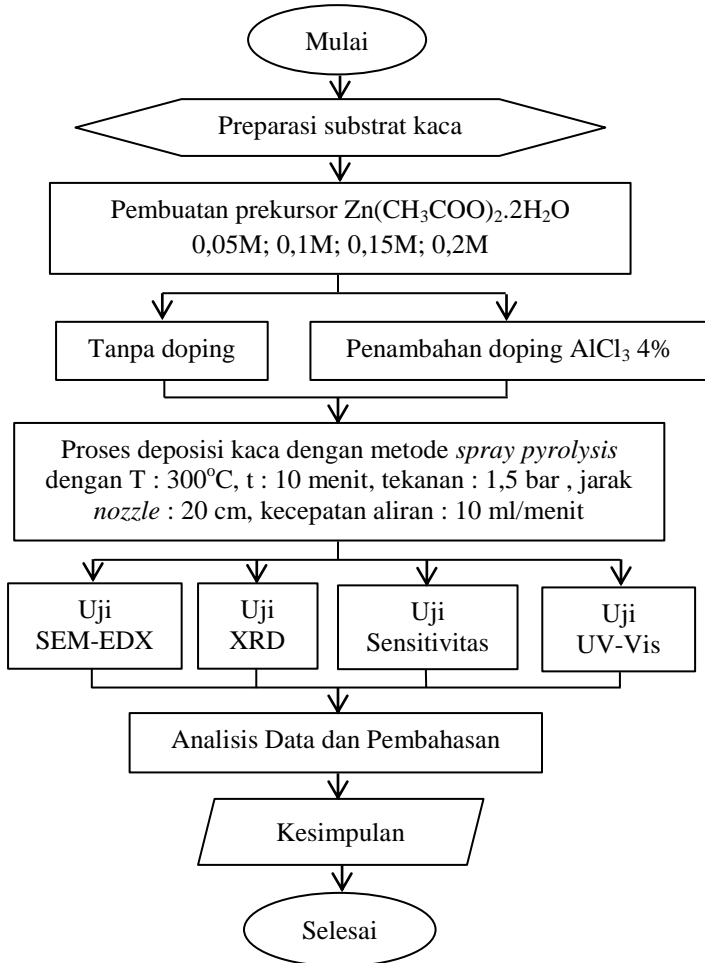 Mulai
Preparasi substrat kaca
Pembuatan prekursor Zn(CH₃COO)₂.2H₂O
0,05M; 0,1M; 0,15M; 0,2M
Tanpa doping
Penambahan doping AlCl₃ 4%
Proses deposisi kaca dengan metode spray pyrolysis
dengan T : 300°C, t : 10 menit, tekanan : 1,5 bar , jarak
nozzle : 20 cm, kecepatan aliran : 10 ml/menit
Uji
SEM-EDX
Uji
XRD
Uji
Sensitivitas
Uji
UV-Vis
Analisis Data dan Pembahasan
Kesimpulan
Selesai